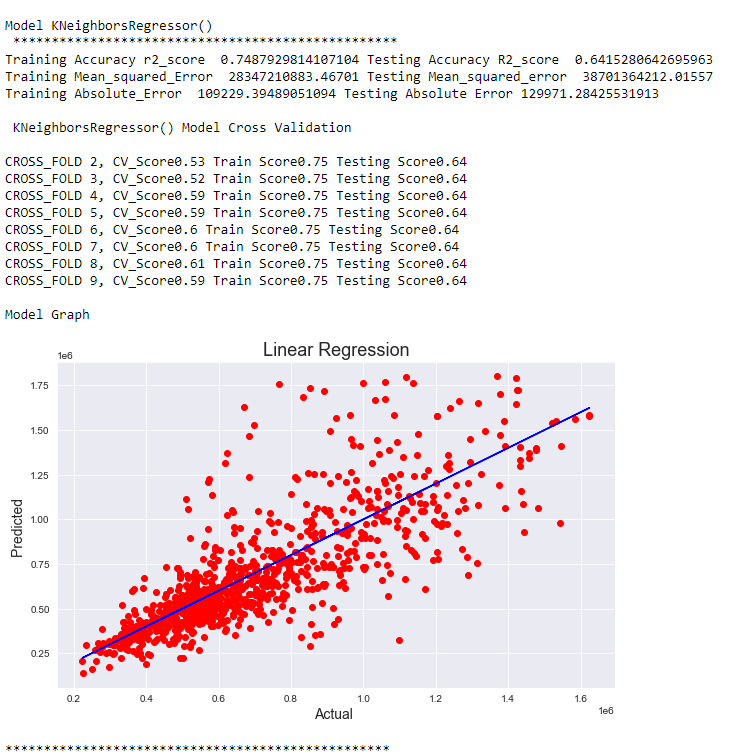 Model KNeighborsRegressor()
**************************************************
Training Accuracy r2_score  0.7487929814107104 Testing Accuracy R2_score  0.6415280642695963
Training Mean_squared_Error  28347210883.46701 Testing Mean_squared_error  38701364212.01557
Training Absolute_Error  109229.39489051094 Testing Absolute Error 129971.28425531913
KNeighborsRegressor() Model Cross Validation
CROSS_FOLD 2, CV_Score0.53 Train Score0.75 Testing Score0.64
CROSS_FOLD 3, CV_Score0.52 Train Score0.75 Testing Score0.64
CROSS_FOLD 4, CV_Score0.59 Train Score0.75 Testing Score0.64
CROSS_FOLD 5, CV_Score0.59 Train Score0.75 Testing Score0.64
CROSS_FOLD 6, CV_Score0.6 Train Score0.75 Testing Score0.64
CROSS_FOLD 7, CV_Score0.6 Train Score0.75 Testing Score0.64
CROSS_FOLD 8, CV_Score0.61 Train Score0.75 Testing Score0.64
CROSS_FOLD 9, CV_Score0.59 Train Score0.75 Testing Score0.64
Model Graph
Linear Regression
1e6
1.75
1.50
1.25
1.00
0.75
0.50
0.25
Predicted
0.2 0.4 0.6 0.8 1.0 1.2 1.4 1.6
1e6
Actual
**************************************************